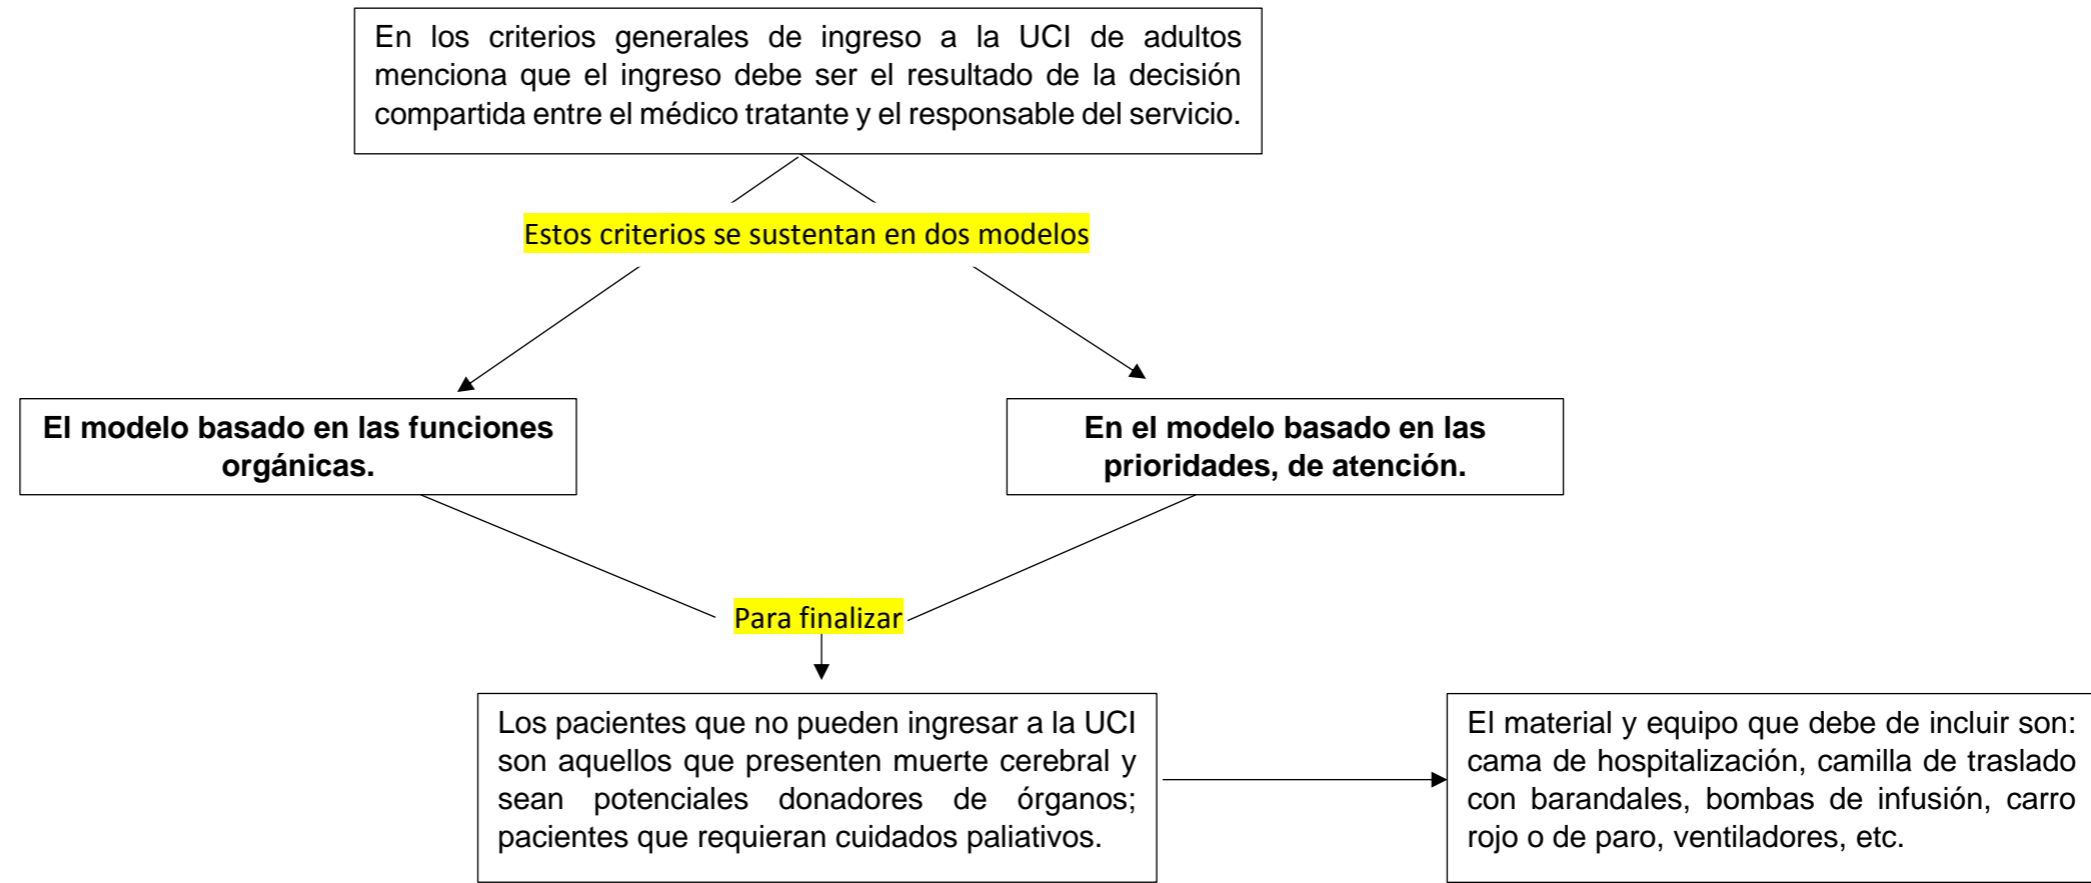 En los criterios generales de ingreso a la UCI de adultos
menciona que el ingreso debe ser el resultado de la decisión
compartida entre el médico tratante y el responsable del servicio.
Estos criterios se sustentan en dos modelos
El modelo basado en las funciones
orgánicas.
En el modelo basado en las
prioridades, de atención.
Para finalizar
Los pacientes que no pueden ingresar a la UCI
son aquellos que presenten muerte cerebral y
sean potenciales donadores de órganos;
pacientes que requieran cuidados paliativos.
El material y equipo que debe de incluir son:
cama de hospitalización, camilla de traslado
con barandales, bombas de infusión, carro
rojo o de paro, ventiladores, etc.